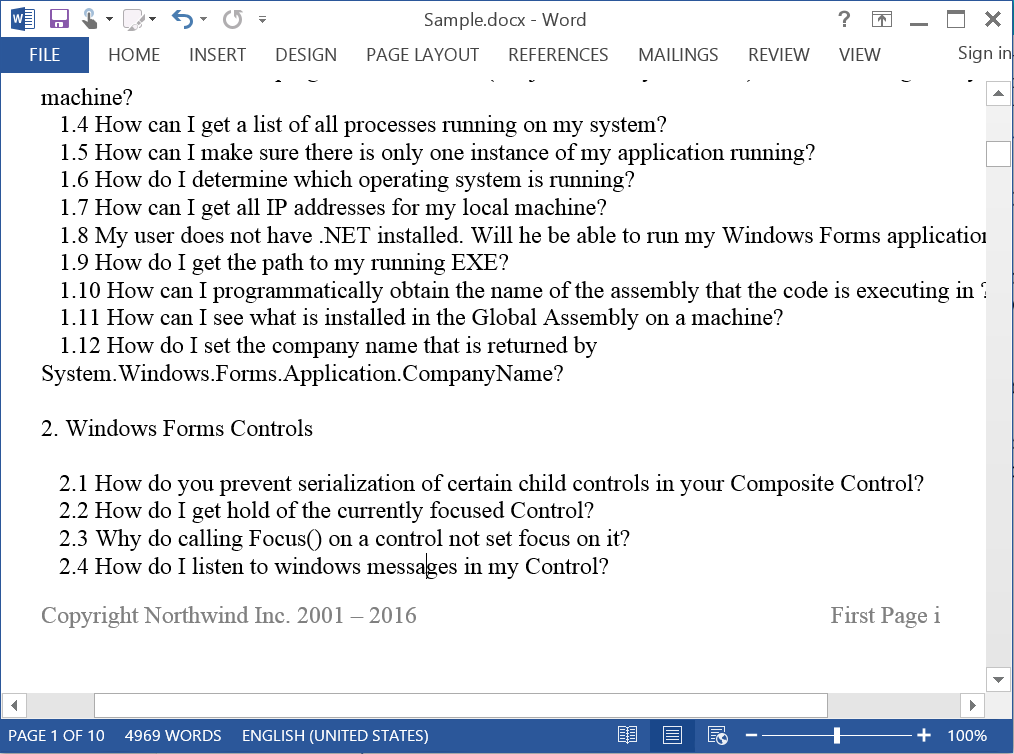 Sample.docx - Word
?
FILE HOME INSERT DESIGN PAGE LAYOUT REFERENCES MAILINGS REVIEW VIEW Sign in
machine?
1.4 How can I get a list of all processes running on my system?
1.5 How can I make sure there is only one instance of my application running?
1.6 How do I determine which operating system is running?
1.7 How can I get all IP addresses for my local machine?
1.8 My user does not have .NET installed. Will he be able to run my Windows Forms application
1.9 How do I get the path to my running EXE?
1.10 How can I programmatically obtain the name of the assembly that the code is executing in ?
1.11 How can I see what is installed in the Global Assembly on a machine?
1.12 How do I set the company name that is returned by
System.Windows.Forms.Application.CompanyName?
2. Windows Forms Controls
2.1 How do you prevent serialization of certain child controls in your Composite Control?
2.2 How do I get hold of the currently focused Control?
2.3 Why do calling Focus() on a control not set focus on it?
2.4 How do I listen to windows messages in my Control?
Copyright Northwind Inc. 2001 – 2016 First Page i
PAGE 1 OF 10 4969 WORDS ENGLISH (UNITED STATES) 100%